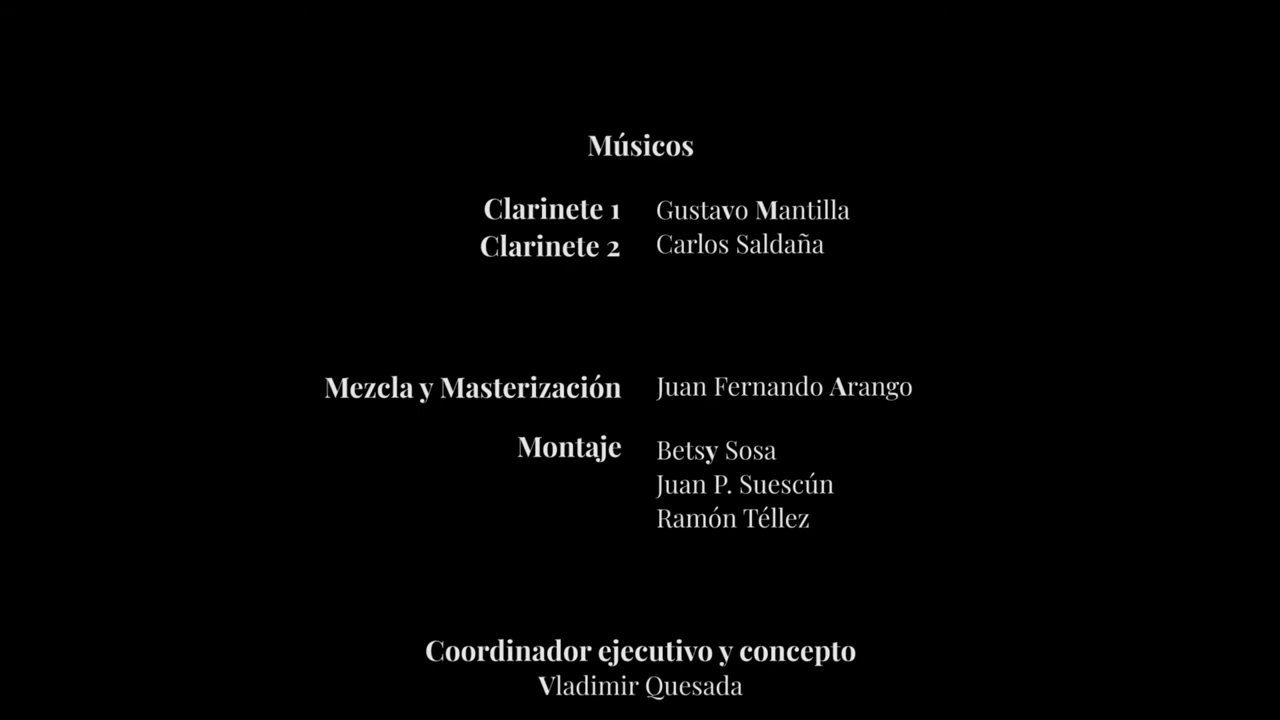 Músicos
Clarinete 1 Gustavo Mantilla
Clarinete 2 Carlos Saldaña
Mezcla y Masterización Juan Fernando Arango
Montaje Betsy Sosa
Juan P. Suescún
Ramón Téllez
Coordinador ejecutivo y concepto
Vladimir Quesada